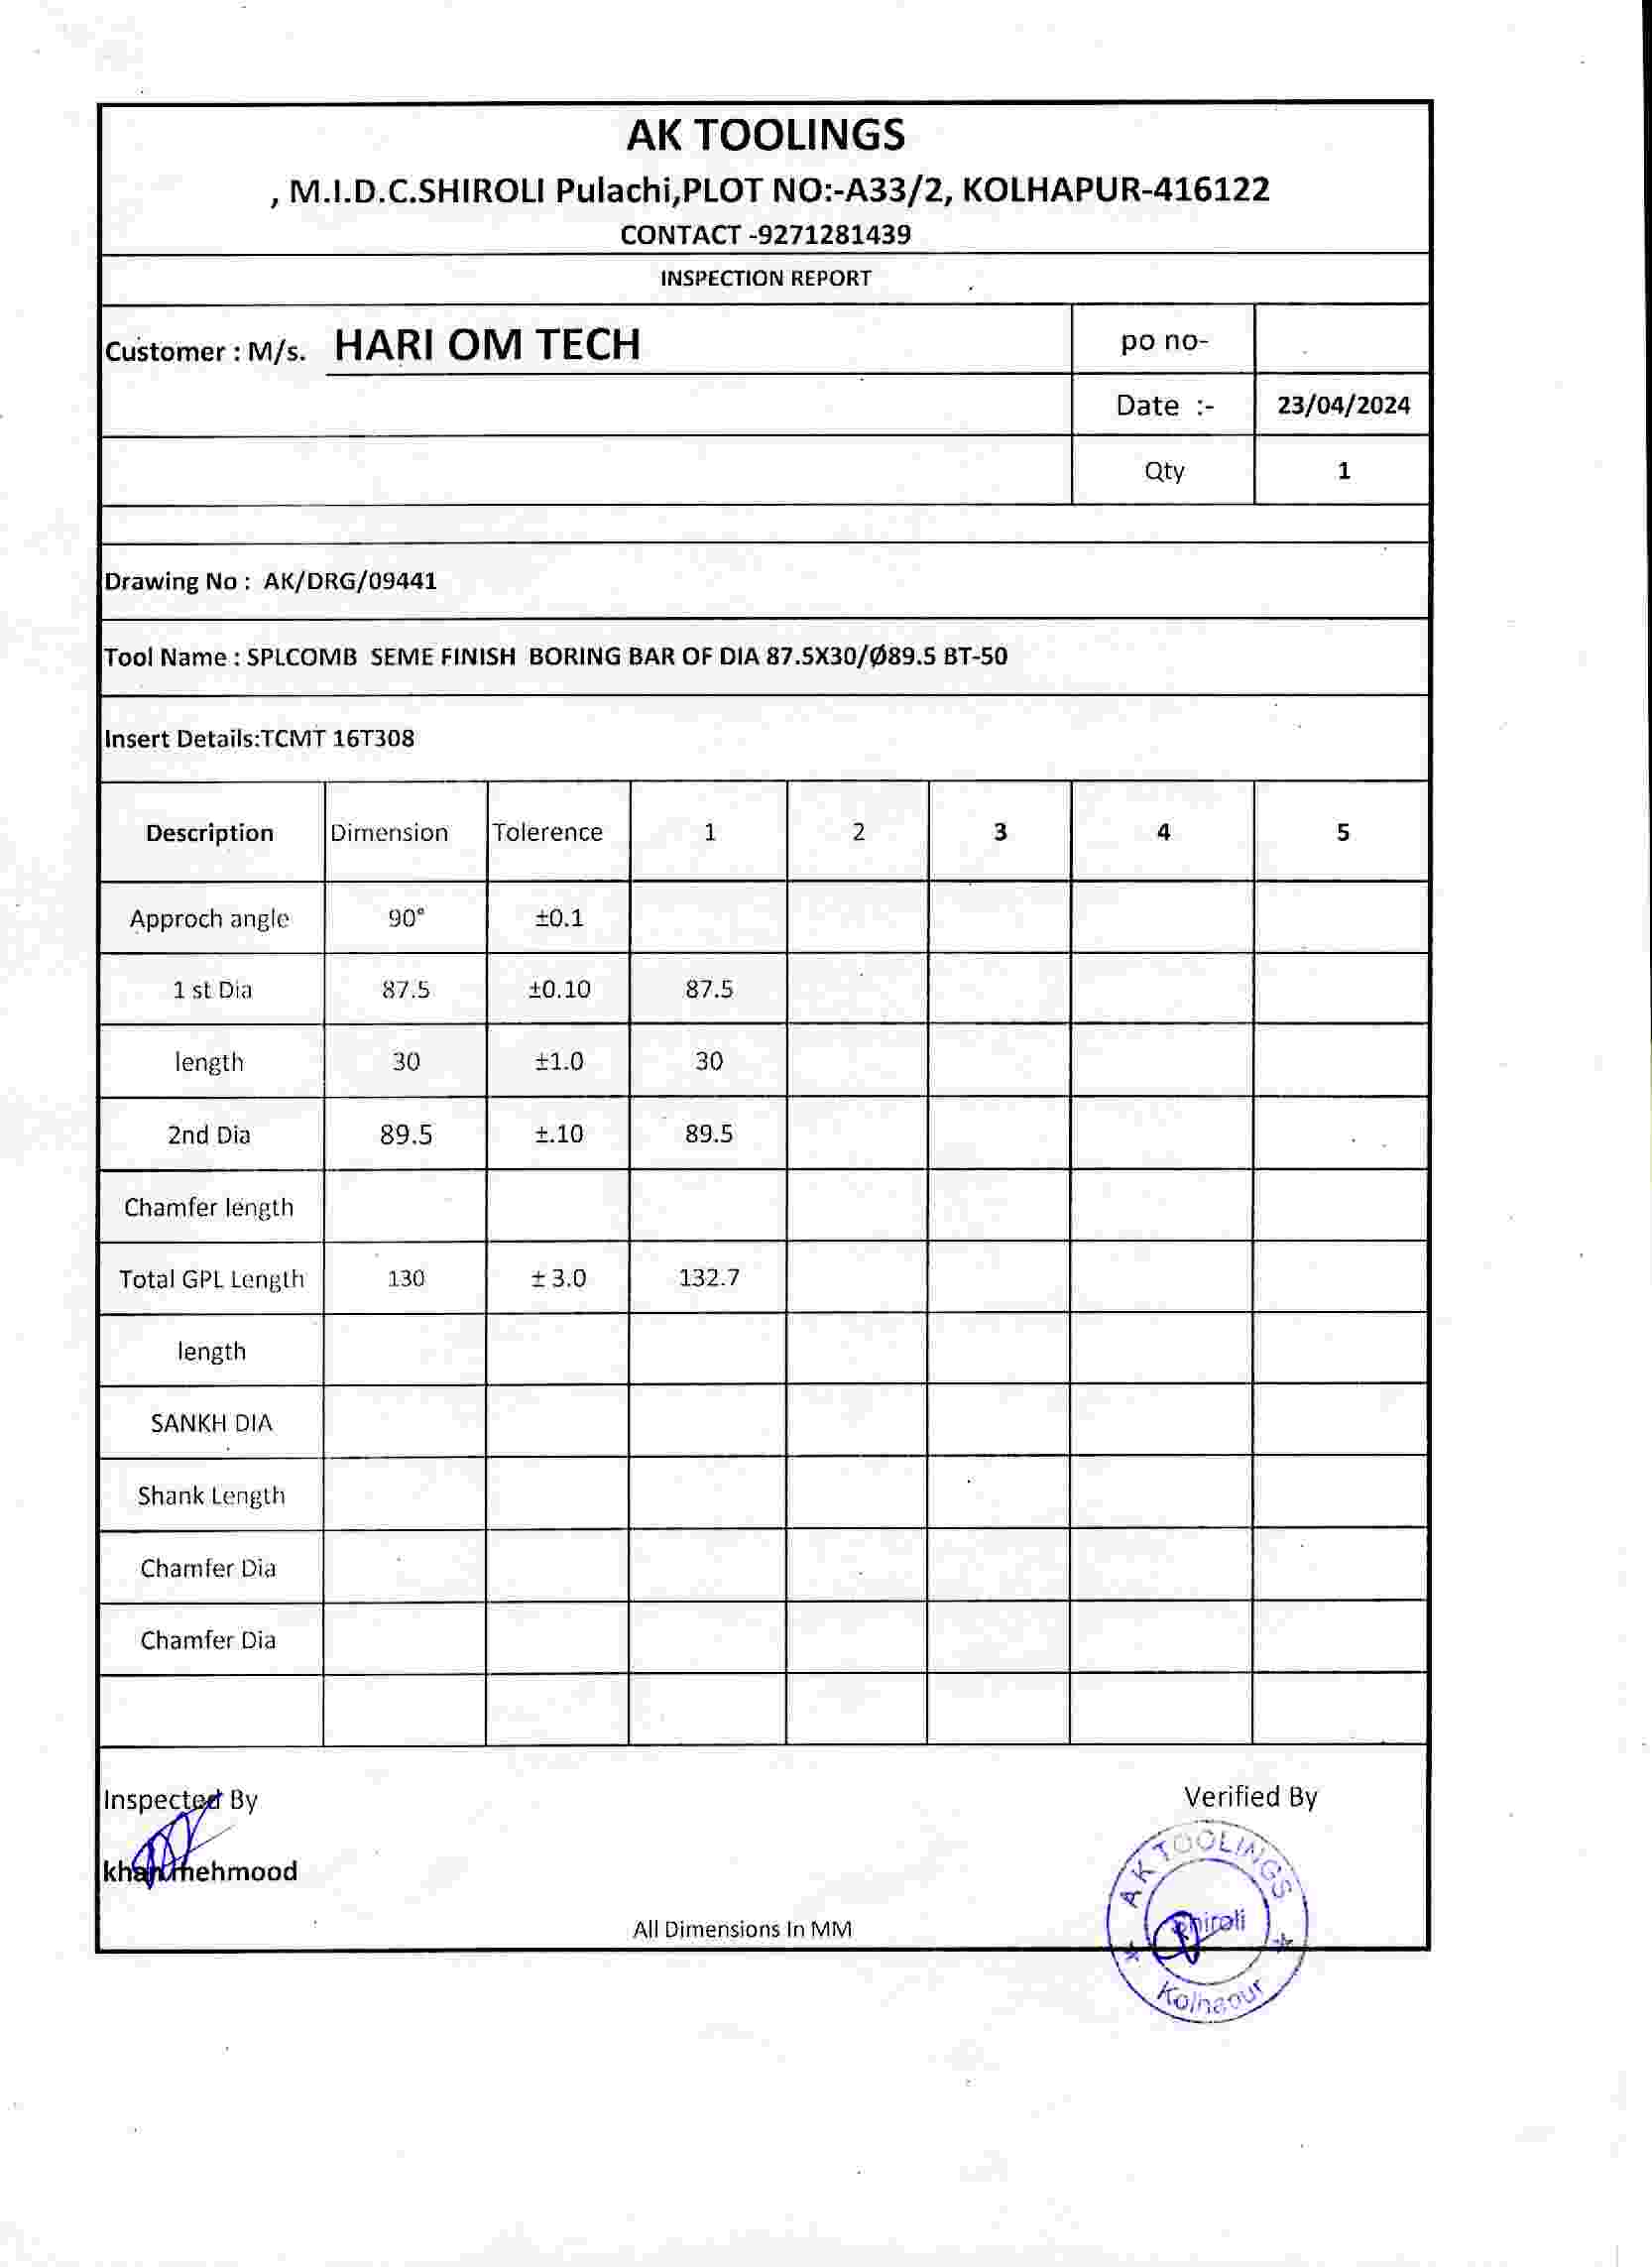 AK TOOLINGS
, M.I.D.C.SHIROLI Pulachi,PLOT NO:-A33/2, KOLHAPUR-416122
CONTACT -9271281439
INSPECTION REPORT
Customer : M/s. HARI OM TECH po no-
Date :- 23/04/2024
Qty 1
Drawing No : AK/DRG/09441
Tool Name : SPLCOMB SEME FINISH BORING BAR OF DIA 87.5X30/Ø89.5 BT-50
Insert Details:TCMT 16T308
Description Dimension Tolerence 1 2 3 4 5
Approch angle 90° ±0.1
1 st Dia 87.5 ±0.10 87.5
length 30 ±1.0 30
2nd Dia 89.5 ±.10 89.5
Chamfer length
Total GPL Length 130 ± 3.0 132.7
length
SANKH DIA
Shank Length
Chamfer Dia
Chamfer Dia
Inspected By Verified By
khan mehmood
All Dimensions In MM
AK TOOLINGS
Shiroli
Kolhapur